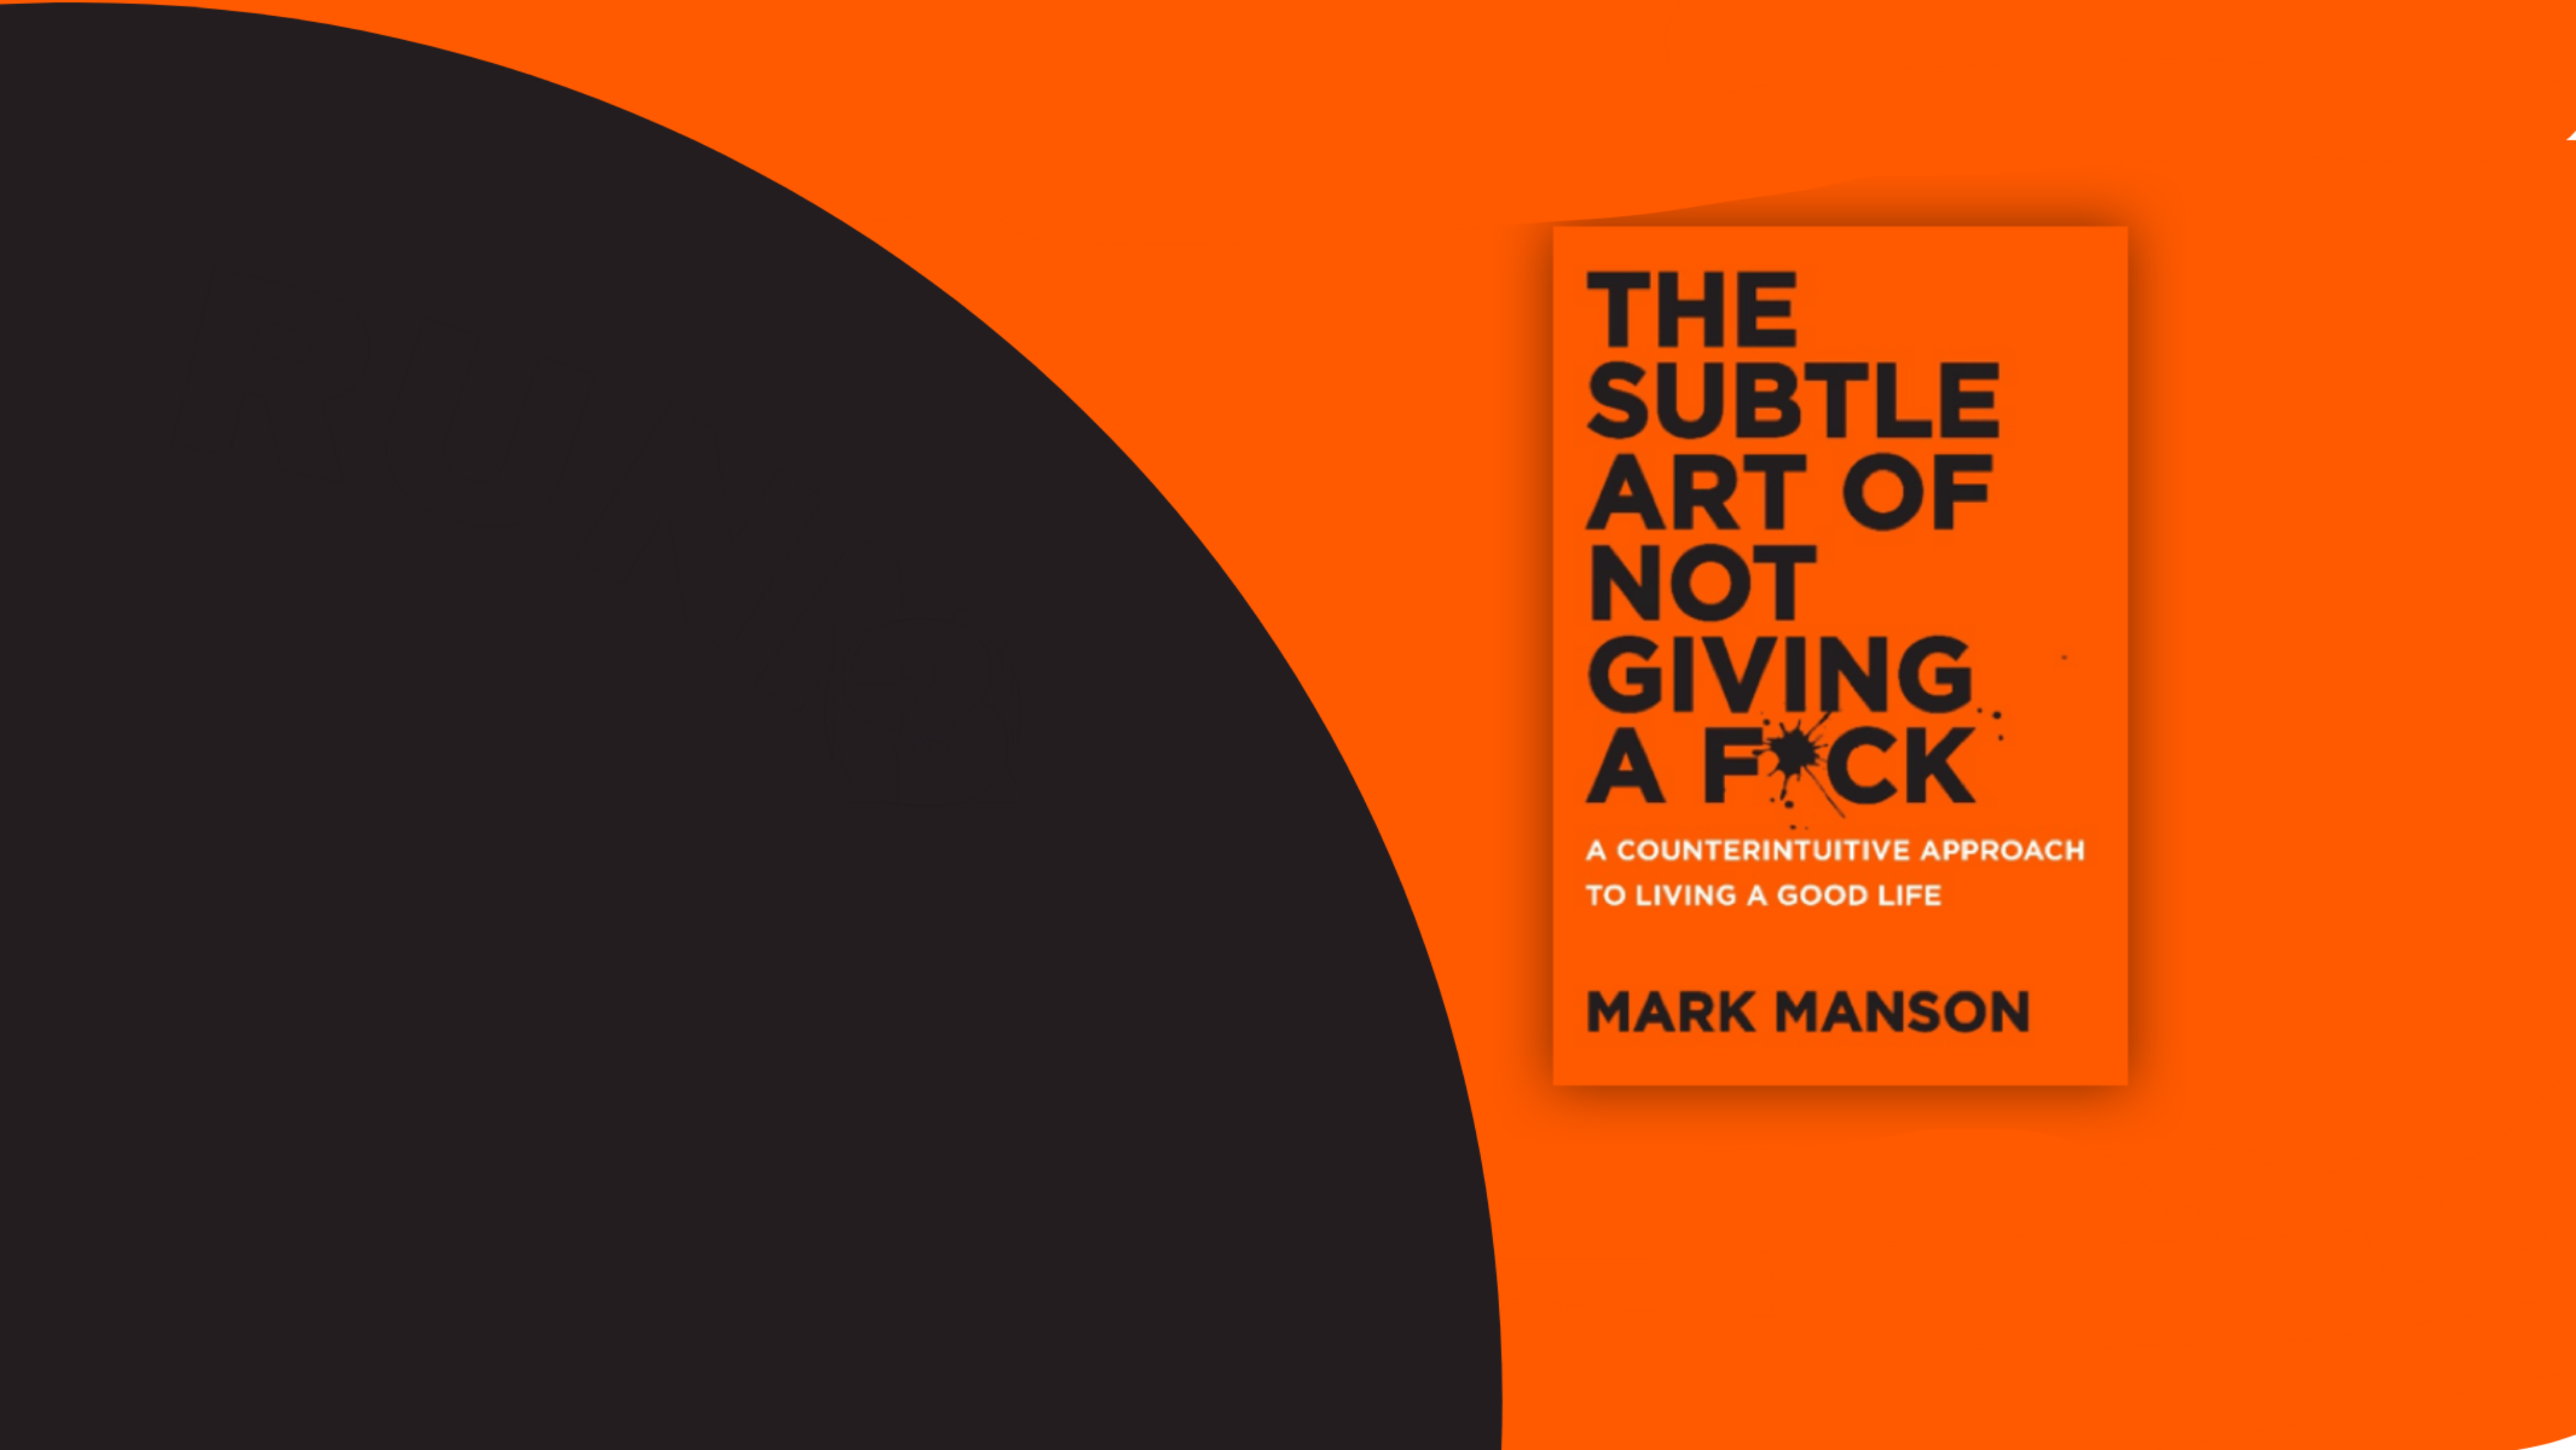 THE
SUBTLE
ART OF
NOT
GIVING
A F*CK
A COUNTERINTUITIVE APPROACH
TO LIVING A GOOD LIFE
MARK MANSON